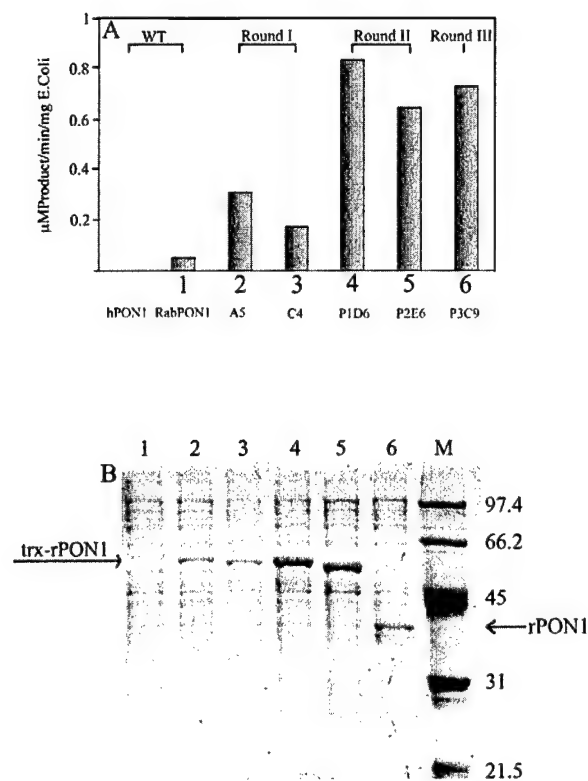 A
WT
Round I
Round II
Round III
1
0.8
0.6
0.4
0.2
µMProduct/min/mg E.Coli
1 2 3 4 5 6
hPON1 RabPON1 A5 C4 P1D6 P2E6 P3C9
B
1 2 3 4 5 6 M
97.4
trx-rPON1
66.2
45
rPON1
31
21.5